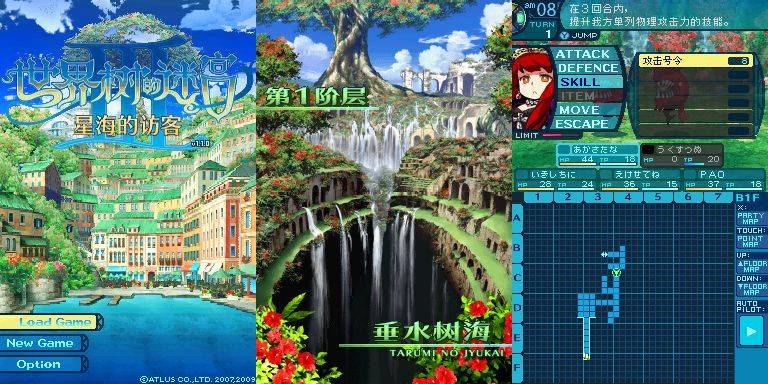 世界树的迷宫
III
星海的访客
v1.1.0
Load Game
New Game
Option
©ATLUS CO.,LTD. 2007,2009
第1阶层
垂水树海
TARUMI NO JYUKAI
am 08
TURN
1
在3回合内，
提升我方单列物理攻击力的技能。
Y JUMP
ATTACK
DEFENCE
SKILL
ITEM
MOVE
ESCAPE
LIMIT
攻击号令 8
あかさたな
HP 44 TP 18
うくすつぬ
HP 0 TP 20
いきしちに
HP 28 TP 24
えけせてね
HP 36 TP 15
PAO
HP 37 TP 18
1 2 3 4 5 6 7 B1F
A
B
C
D
E
F
X:
PARTY MAP
TOUCH:
POINT MAP
UP:
▲FLOOR MAP
DOWN:
▼FLOOR MAP
AUTO PILOT: